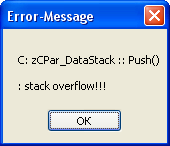 Error-Message
C: zCPar_DataStack :: Push()
: stack overflow!!!
OK